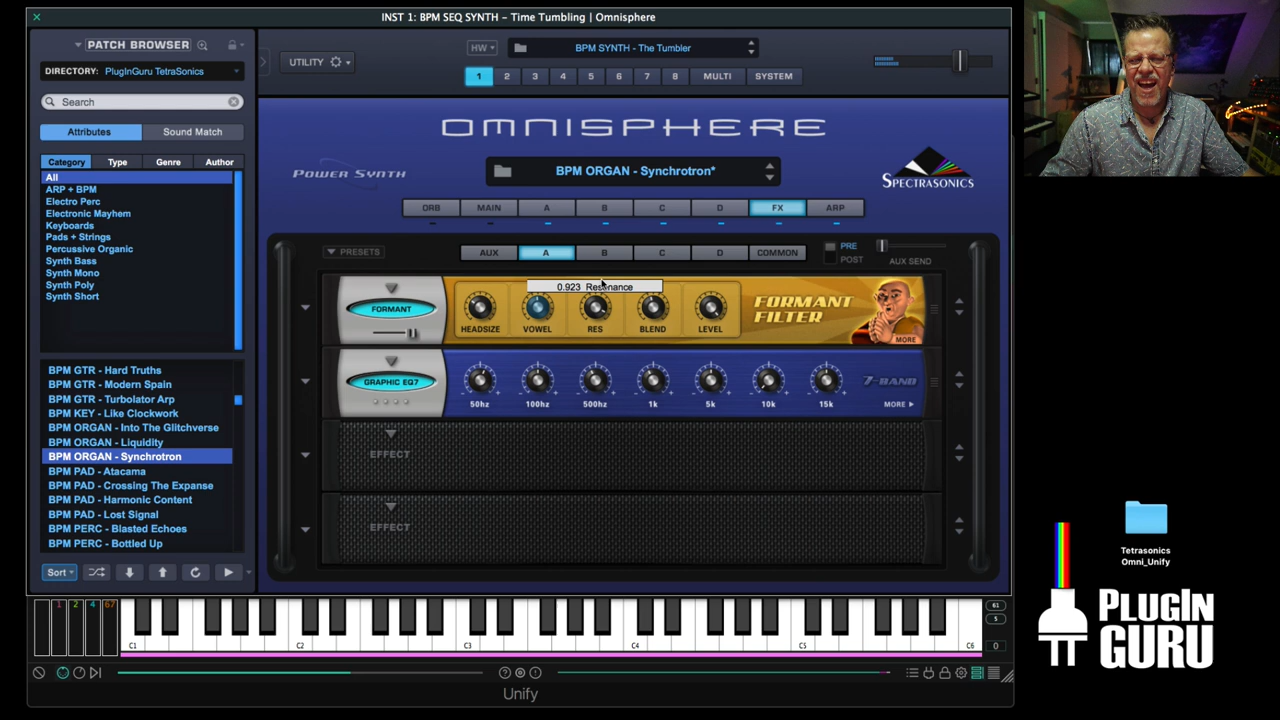 INST 1: BPM SEQ SYNTH – Time Tumbling | Omnisphere
PATCH BROWSER
DIRECTORY: PlugInGuru TetraSonics
Search
Attributes
Sound Match
Category
Type
Genre
Author
All
ARP + BPM
Electro Perc
Electronic Mayhem
Keyboards
Pads + Strings
Percussive Organic
Synth Bass
Synth Mono
Synth Poly
Synth Short
BPM GTR - Hard Truths
BPM GTR - Modern Spain
BPM GTR - Turbolator Arp
BPM KEY - Like Clockwork
BPM ORGAN - Into The Glitchverse
BPM ORGAN - Liquidity
BPM ORGAN - Synchrotron
BPM PAD - Atacama
BPM PAD - Crossing The Expanse
BPM PAD - Harmonic Content
BPM PAD - Lost Signal
BPM PERC - Blasted Echoes
BPM PERC - Bottled Up
Sort
UTILITY
HW
BPM SYNTH - The Tumbler
1 2 3 4 5 6 7 8 MULTI SYSTEM
OMNISPHERE
POWER SYNTH
BPM ORGAN - Synchrotron*
SPECTRASONICS
ORB MAIN A B C D FX ARP
PRESETS
AUX A B C D COMMON
PRE
POST
AUX SEND
FORMANT
0.923 Resonance
HEADSIZE VOWEL RES BLEND LEVEL
FORMANT
FILTER
MORE
GRAPHIC EQ7
50hz 100hz 500hz 1k 5k 10k 15k
7-BAND
MORE
EFFECT
EFFECT
1 2 4 67
C1 C2 C3 C4 C5 C6
61
5
0
Unify
Tetrasonics
Omni_Unify
PLUGIN
GURU